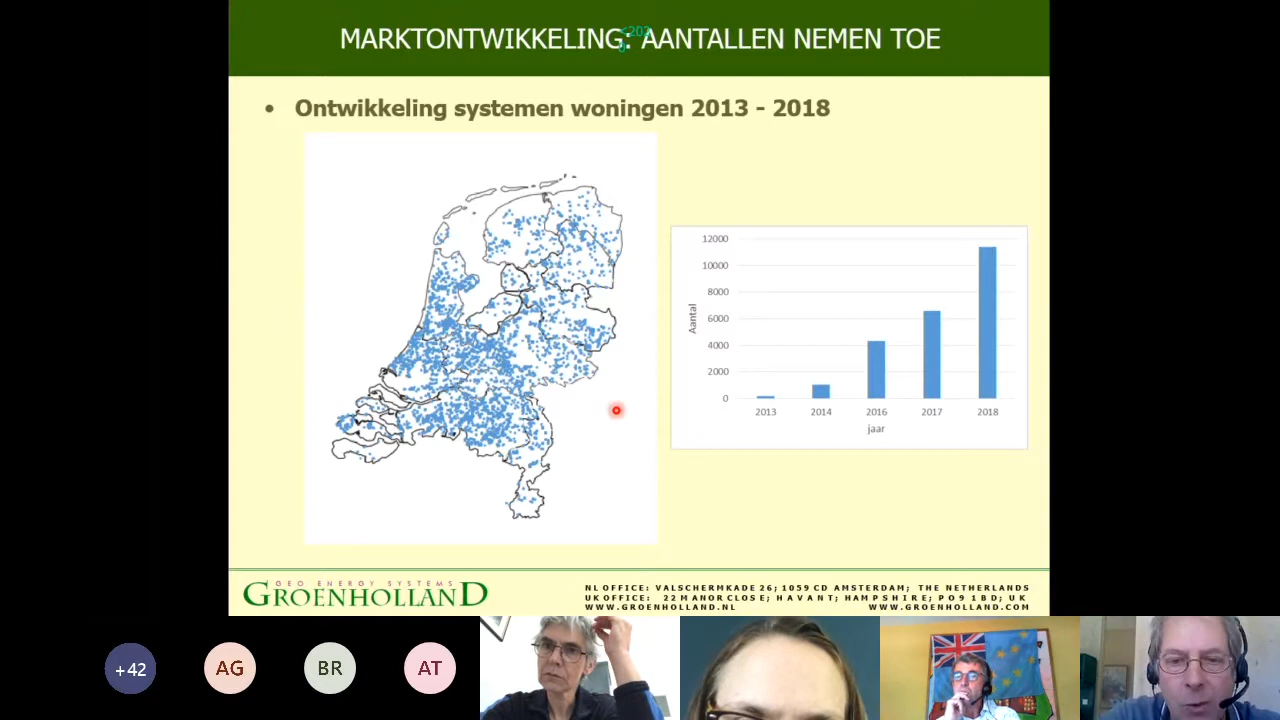 MARKTONTWIKKELING: AANTALLEN NEMEN TOE
• Ontwikkeling systemen woningen 2013 - 2018
12000
10000
8000
6000
4000
2000
0
Aantal
2013 2014 2016 2017 2018
jaar
GEO ENERGY SYSTEMS
GROENHOLLAND
NL OFFICE: VALSCHERMKADE 26; 1059 CD AMSTERDAM; THE NETHERLANDS
UK OFFICE: 22 MANOR CLOSE; HAVANT; HAMPSHIRE; PO9 1BD; UK
WWW.GROENHOLLAND.NL WWW.GROENHOLLAND.COM
+42 AG BR AT